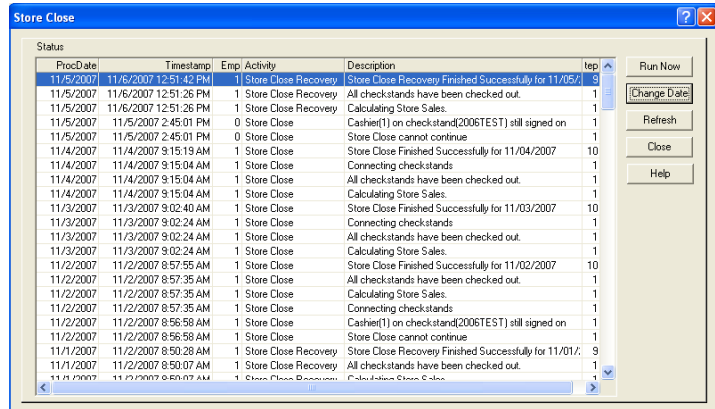 Store Close
Status
ProcDate Timestamp Emp Activity Description tep
11/5/2007 11/6/2007 12:51:42 PM 1 Store Close Recovery Store Close Recovery Finished Successfully for 11/05/ 9
11/5/2007 11/6/2007 12:51:26 PM 1 Store Close Recovery All checkstands have been checked out. 1
11/5/2007 11/6/2007 12:51:26 PM 1 Store Close Recovery Calculating Store Sales. 1
11/5/2007 11/5/2007 2:45:01 PM 0 Store Close Cashier(1) on checkstand(2006TEST) still signed on 1
11/5/2007 11/5/2007 2:45:01 PM 0 Store Close Store Close cannot continue 1
11/4/2007 11/4/2007 9:15:19 AM 1 Store Close Store Close Finished Successfully for 11/04/2007 10
11/4/2007 11/4/2007 9:15:04 AM 1 Store Close Connecting checkstands 1
11/4/2007 11/4/2007 9:15:04 AM 1 Store Close All checkstands have been checked out. 1
11/4/2007 11/4/2007 9:15:04 AM 1 Store Close Calculating Store Sales. 1
11/3/2007 11/3/2007 9:02:40 AM 1 Store Close Store Close Finished Successfully for 11/03/2007 10
11/3/2007 11/3/2007 9:02:24 AM 1 Store Close Connecting checkstands 1
11/3/2007 11/3/2007 9:02:24 AM 1 Store Close All checkstands have been checked out. 1
11/3/2007 11/3/2007 9:02:24 AM 1 Store Close Calculating Store Sales. 1
11/2/2007 11/2/2007 8:57:55 AM 1 Store Close Store Close Finished Successfully for 11/02/2007 10
11/2/2007 11/2/2007 8:57:35 AM 1 Store Close All checkstands have been checked out. 1
11/2/2007 11/2/2007 8:57:35 AM 1 Store Close Calculating Store Sales. 1
11/2/2007 11/2/2007 8:57:35 AM 1 Store Close Connecting checkstands 1
11/2/2007 11/2/2007 8:56:58 AM 1 Store Close Cashier(1) on checkstand(2006TEST) still signed on 1
11/2/2007 11/2/2007 8:56:58 AM 1 Store Close Store Close cannot continue 1
11/1/2007 11/2/2007 8:50:28 AM 1 Store Close Recovery Store Close Recovery Finished Successfully for 11/01/ 9
11/1/2007 11/2/2007 8:50:07 AM 1 Store Close Recovery All checkstands have been checked out. 1
11/1/2007 11/2/2007 8:50:07 AM 1 Store Close Recovery Calculating Store Sales 1
Run Now
Change Date
Refresh
Close
Help